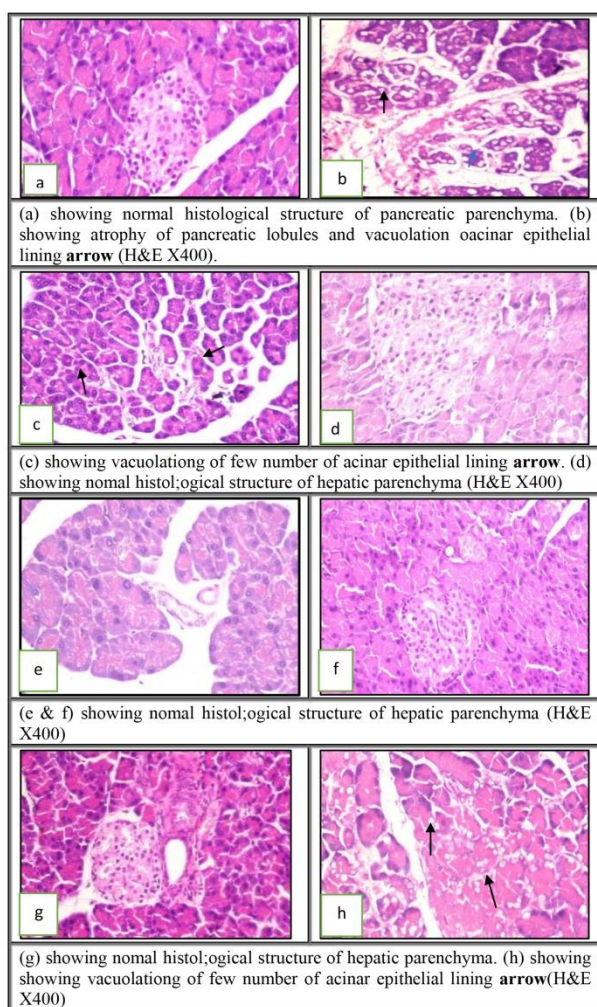 a
b
(a) showing normal histological structure of pancreatic parenchyma. (b)
showing atrophy of pancreatic lobules and vacuolation oacinar epithelial
lining arrow (H&E X400).
c
d
(c) showing vacuolationg of few number of acinar epithelial lining arrow. (d)
showing nomal histol;ogical structure of hepatic parenchyma (H&E X400)
e
f
(e & f) showing nomal histol;ogical structure of hepatic parenchyma (H&E
X400)
g
h
(g) showing nomal histol;ogical structure of hepatic parenchyma. (h) showing
showing vacuolationg of few number of acinar epithelial lining arrow(H&E
X400)